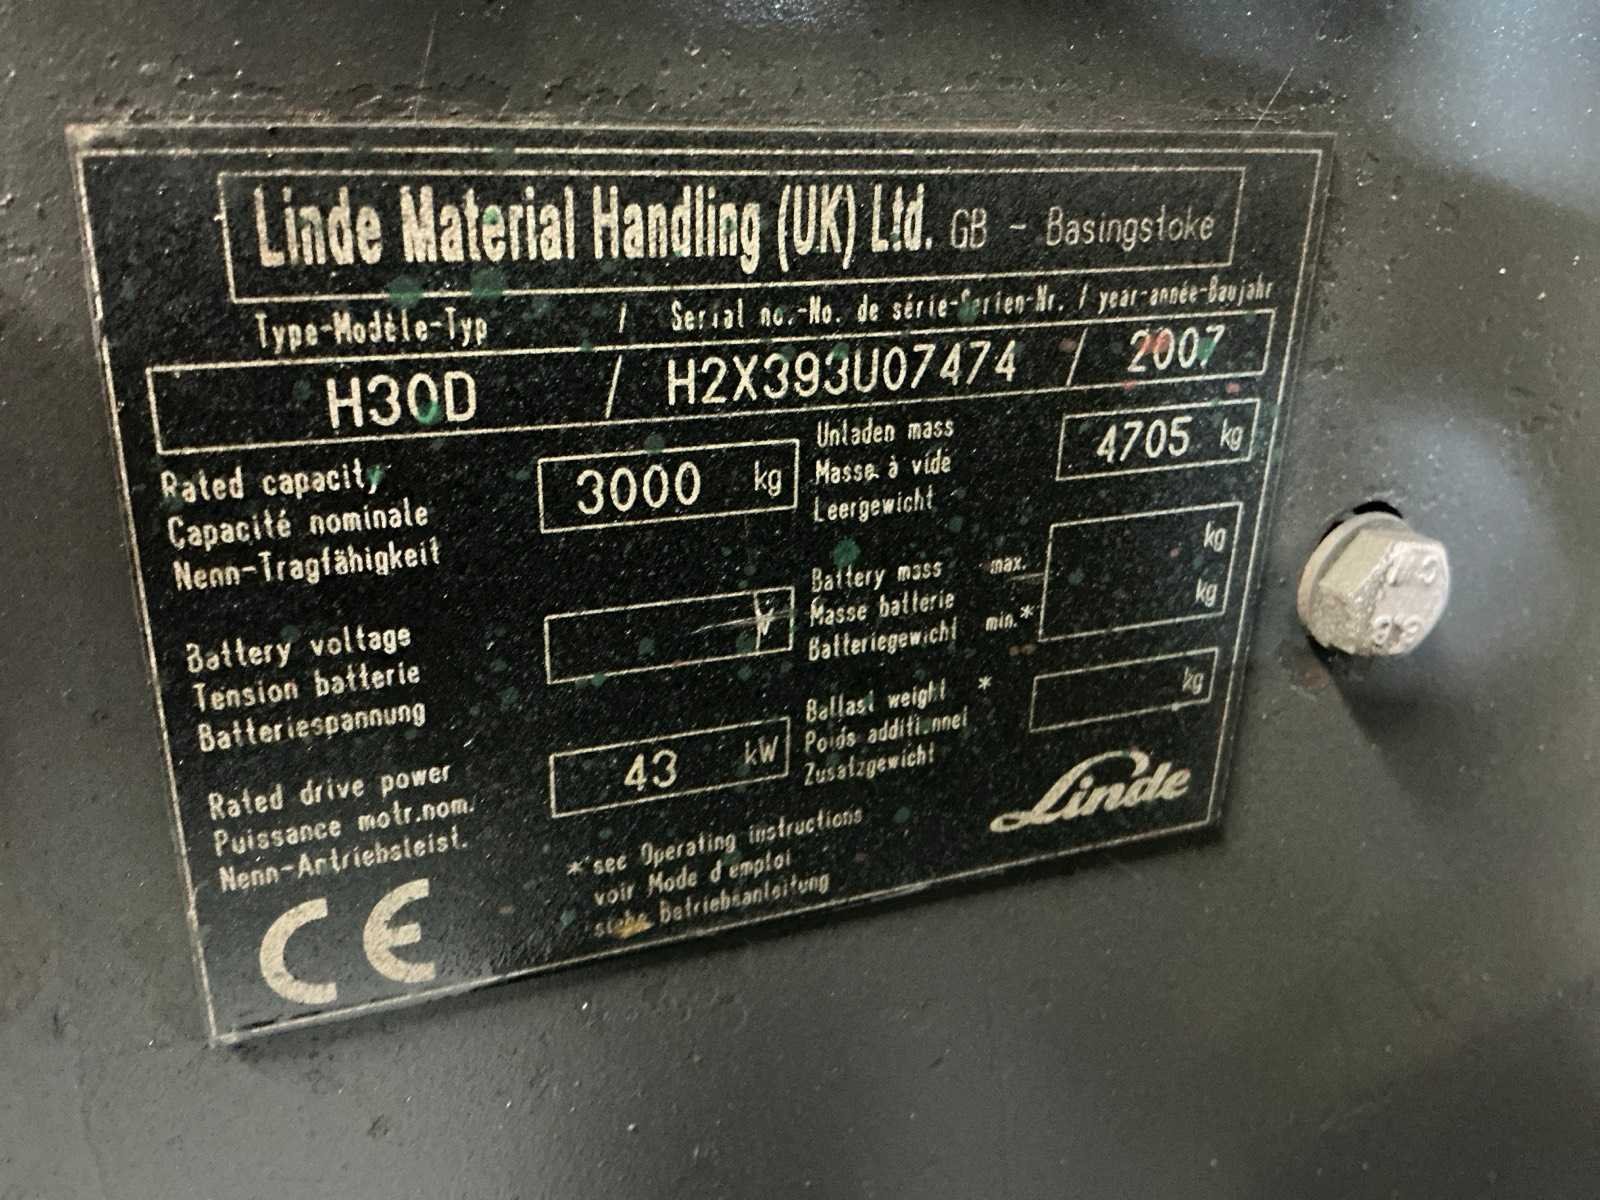 Linde Material Handling (UK) Ltd. GB - Basingstoke
Type-Modèle-Typ / Serial no.-No. de série-Serien-Nr. / year-année-Baujahr
H30D / H2X393U07474 / 2007
Rated capacity
Capacité nominale
Nenn-Tragfähigkeit
3000 kg
Unladen mass
Masse à vide
Leergewicht
4705 kg
Battery voltage
Tension batterie
Batteriespannung
V
Battery mass max. kg
Masse batterie
Batteriegewicht min.* kg
Rated drive power
Puissance motr.nom.
Nenn-Antriebsleist.
43 kW
Ballast weight * kg
Poids additionnel
Zusatzgewicht
* see Operating instructions
voir Mode d'emploi
siehe Betriebsanleitung
Linde
CE
8.8